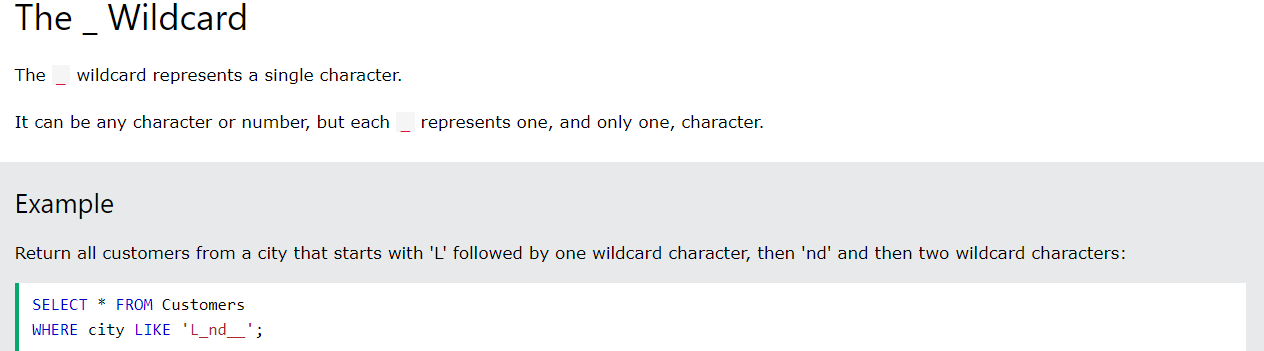 The _ Wildcard
The _ wildcard represents a single character.
It can be any character or number, but each _ represents one, and only one, character.
Example
Return all customers from a city that starts with 'L' followed by one wildcard character, then 'nd' and then two wildcard characters:
SELECT * FROM Customers
WHERE city LIKE 'L_nd__';